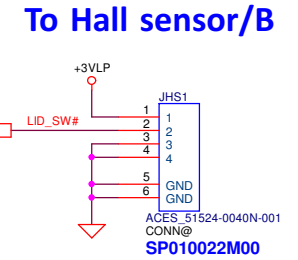 To Hall sensor/B
+3VLP
JHS1
LID_SW#
1 1
2 2
3 3
4 4
5 GND
6 GND
ACES_51524-0040N-001
CONN@
SP010022M00